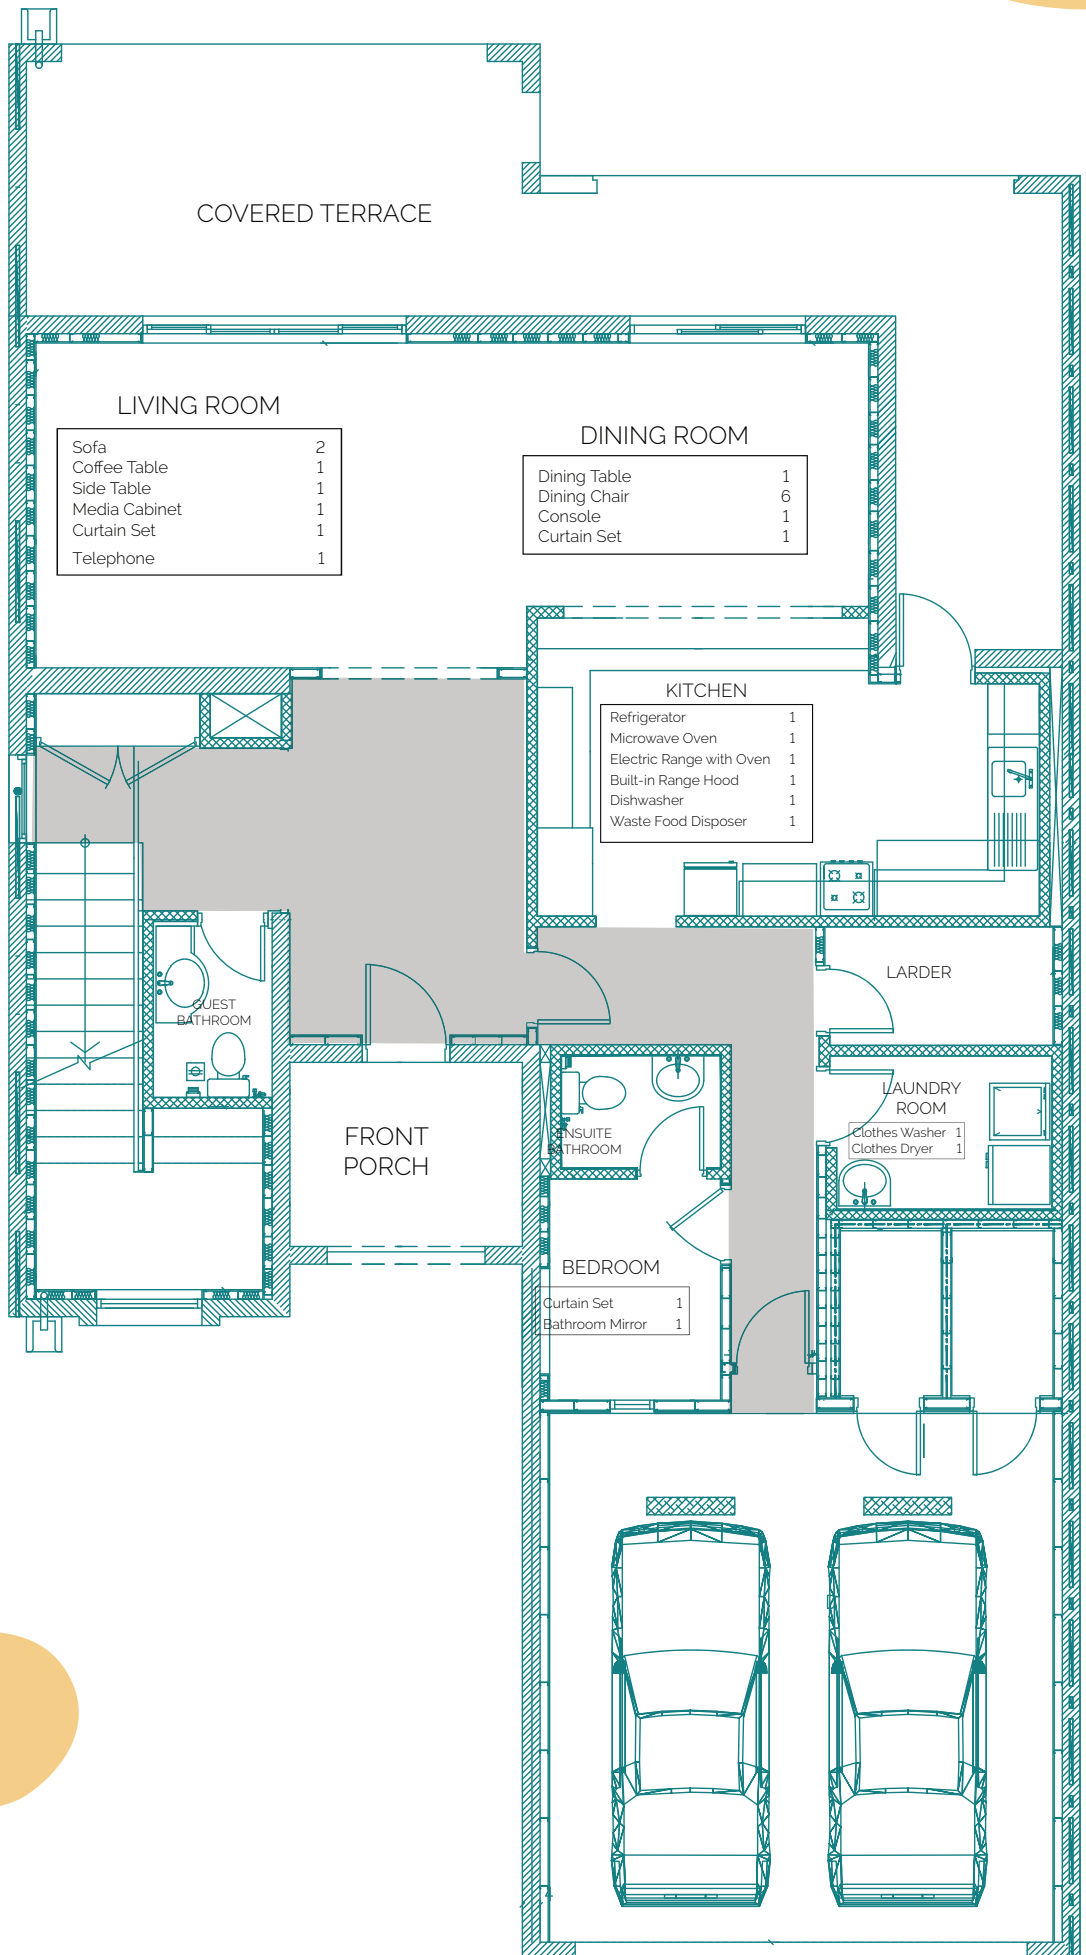 COVERED TERRACE
LIVING ROOM
Sofa 2
Coffee Table 1
Side Table 1
Media Cabinet 1
Curtain Set 1
Telephone 1
DINING ROOM
Dining Table 1
Dining Chair 6
Console 1
Curtain Set 1
KITCHEN
Refrigerator 1
Microwave Oven 1
Electric Range with Oven 1
Built-in Range Hood 1
Dishwasher 1
Waste Food Disposer 1
LARDER
GUEST
BATHROOM
LAUNDRY
ROOM
Clothes Washer 1
Clothes Dryer 1
FRONT
PORCH
ENSUITE
BATHROOM
BEDROOM
Curtain Set 1
Bathroom Mirror 1